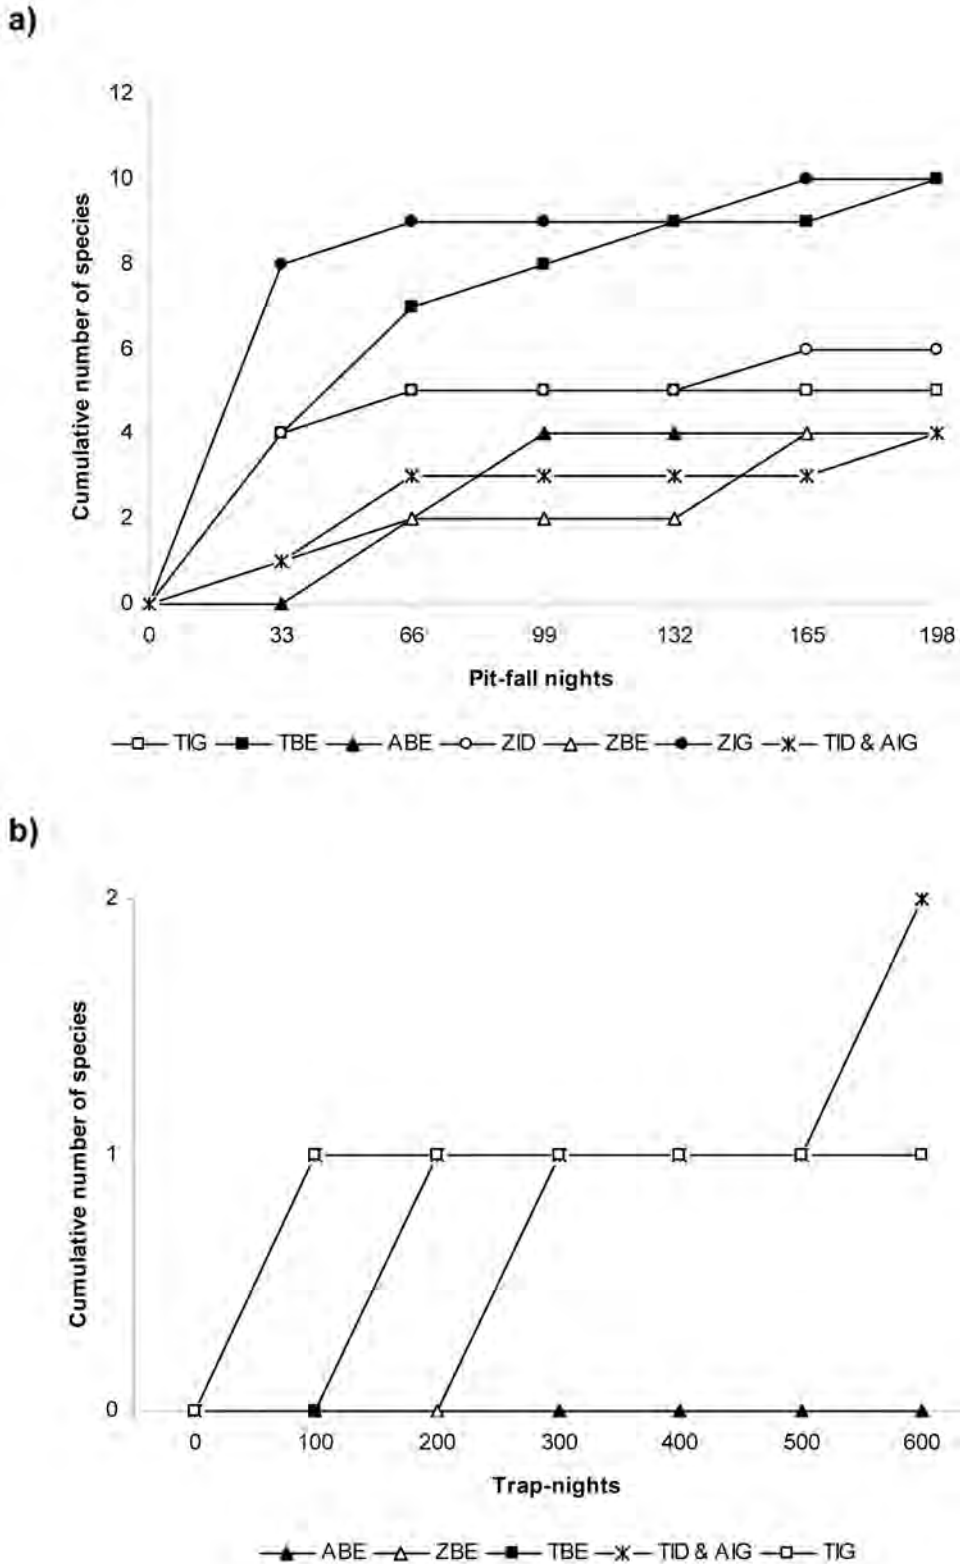 a)
12
10
8
6
4
2
0
Cumulative number of species
0 33 66 99 132 165 198
Pit-fall nights
TIG TBE ABE ZID ZBE ZIG TID & AIG
b)
2
1
0
Cumulative number of species
0 100 200 300 400 500 600
Trap-nights
ABE ZBE TBE TID & AIG TIG